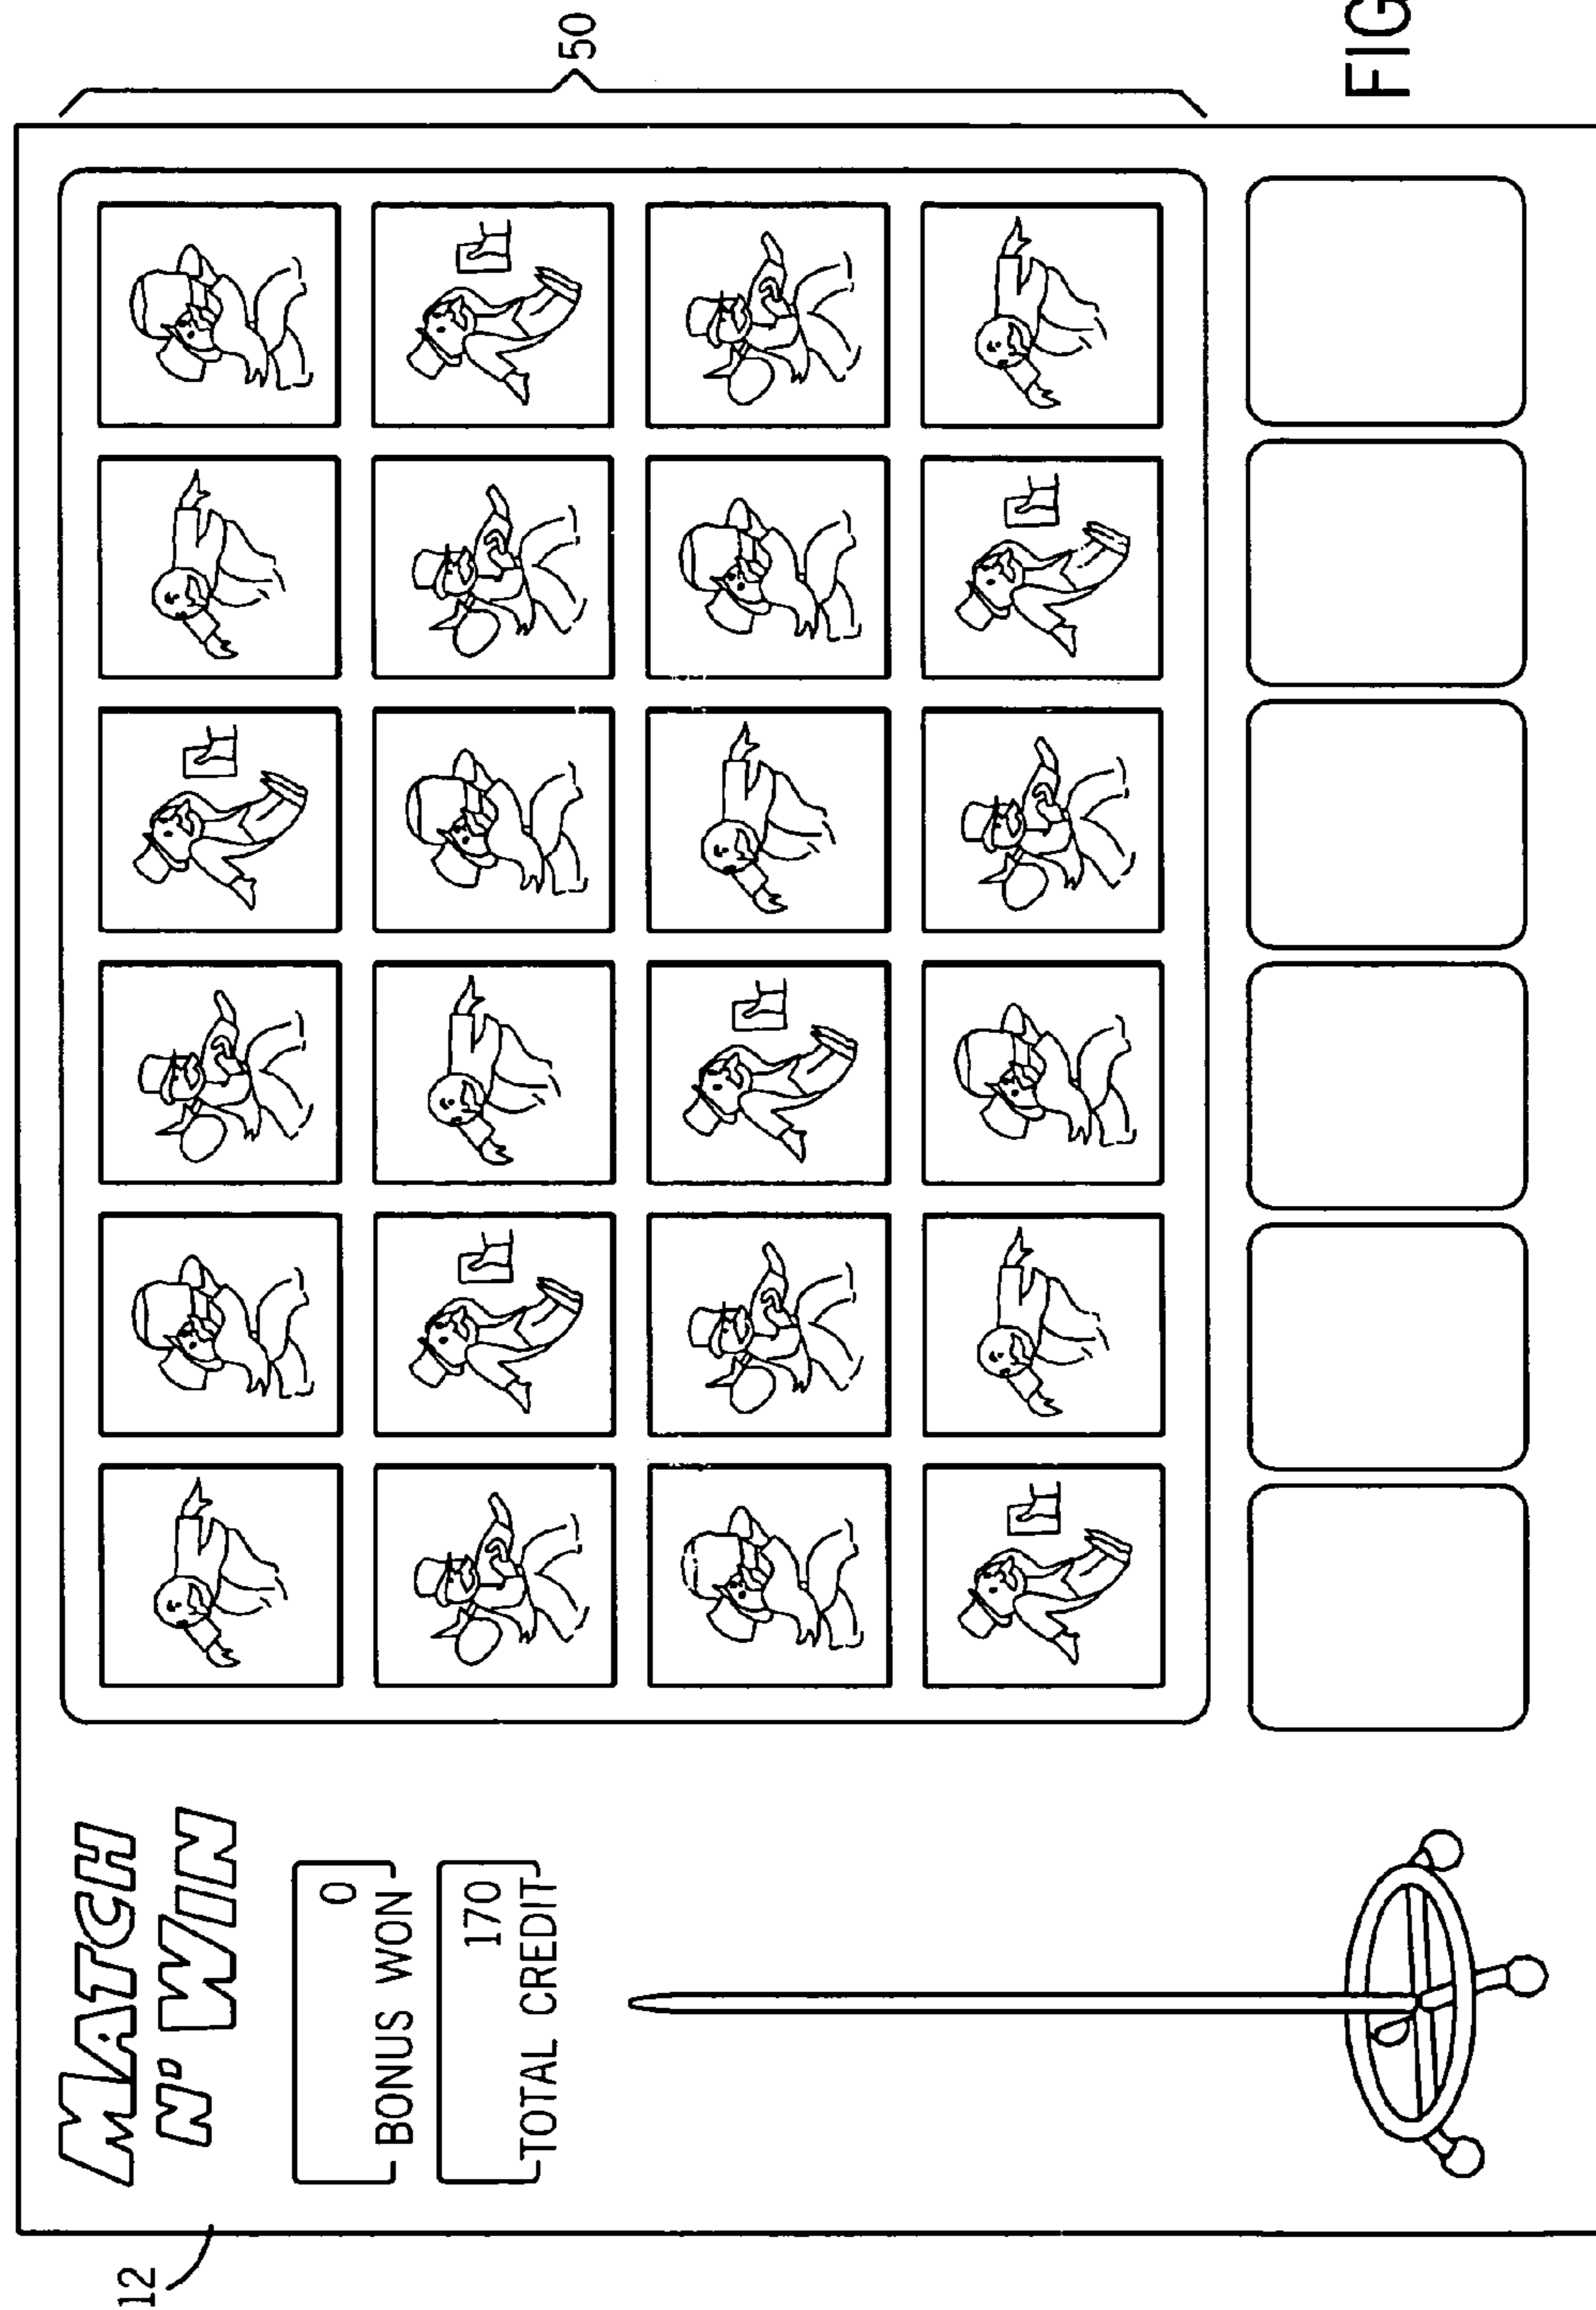 12
MATCH
N' WIN
0
BONUS WON
170
TOTAL CREDIT
50
FIG